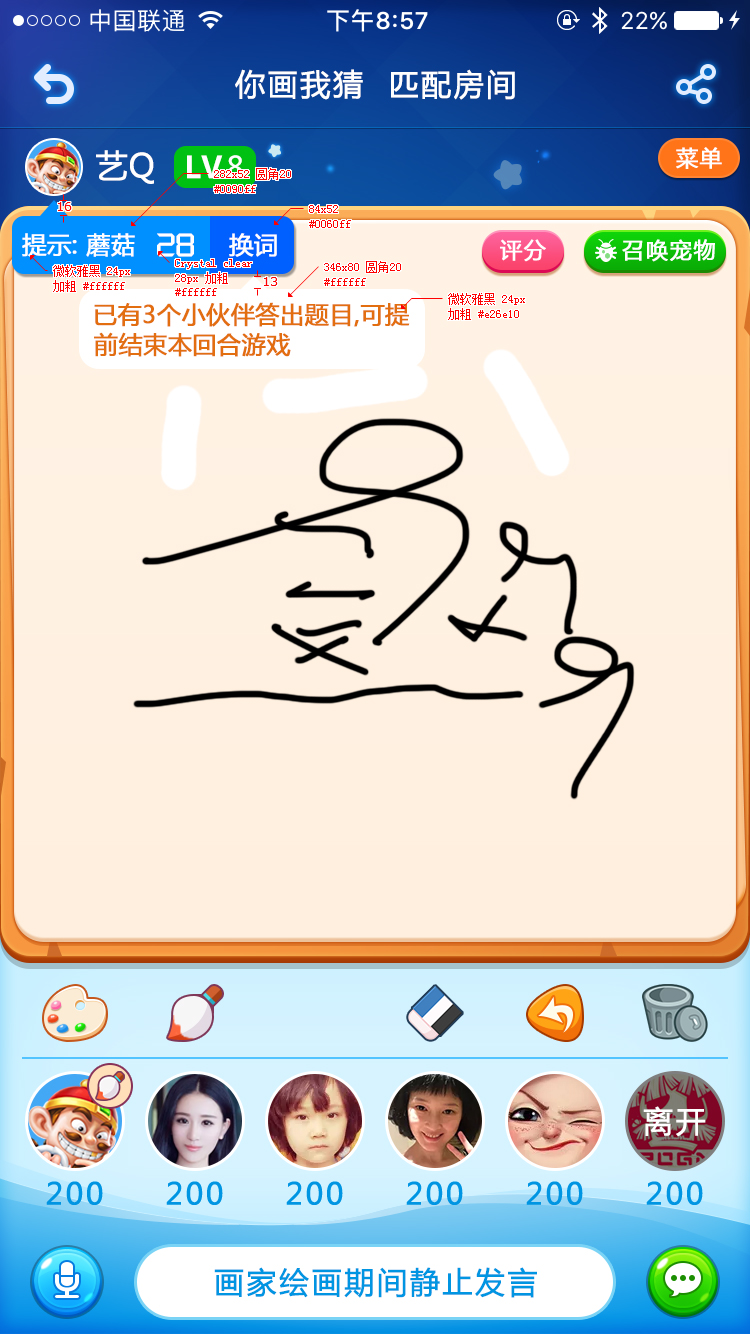 中国联通 下午8:57 22%
你画我猜 匹配房间
艺Q LV.8 菜单
282x52 圆角20
#0090ff
16
84x52
#0060ff
提示: 蘑菇 28 换词 评分 召唤宠物
微软雅黑 24px
加粗 #ffffff
Crystal clear
28px 加粗
#ffffff
13
346x80 圆角20
#ffffff
微软雅黑 24px
加粗 #e26e10
已有3个小伙伴答出题目,可提
前结束本回合游戏
离开
200 200 200 200 200 200
画家绘画期间静止发言